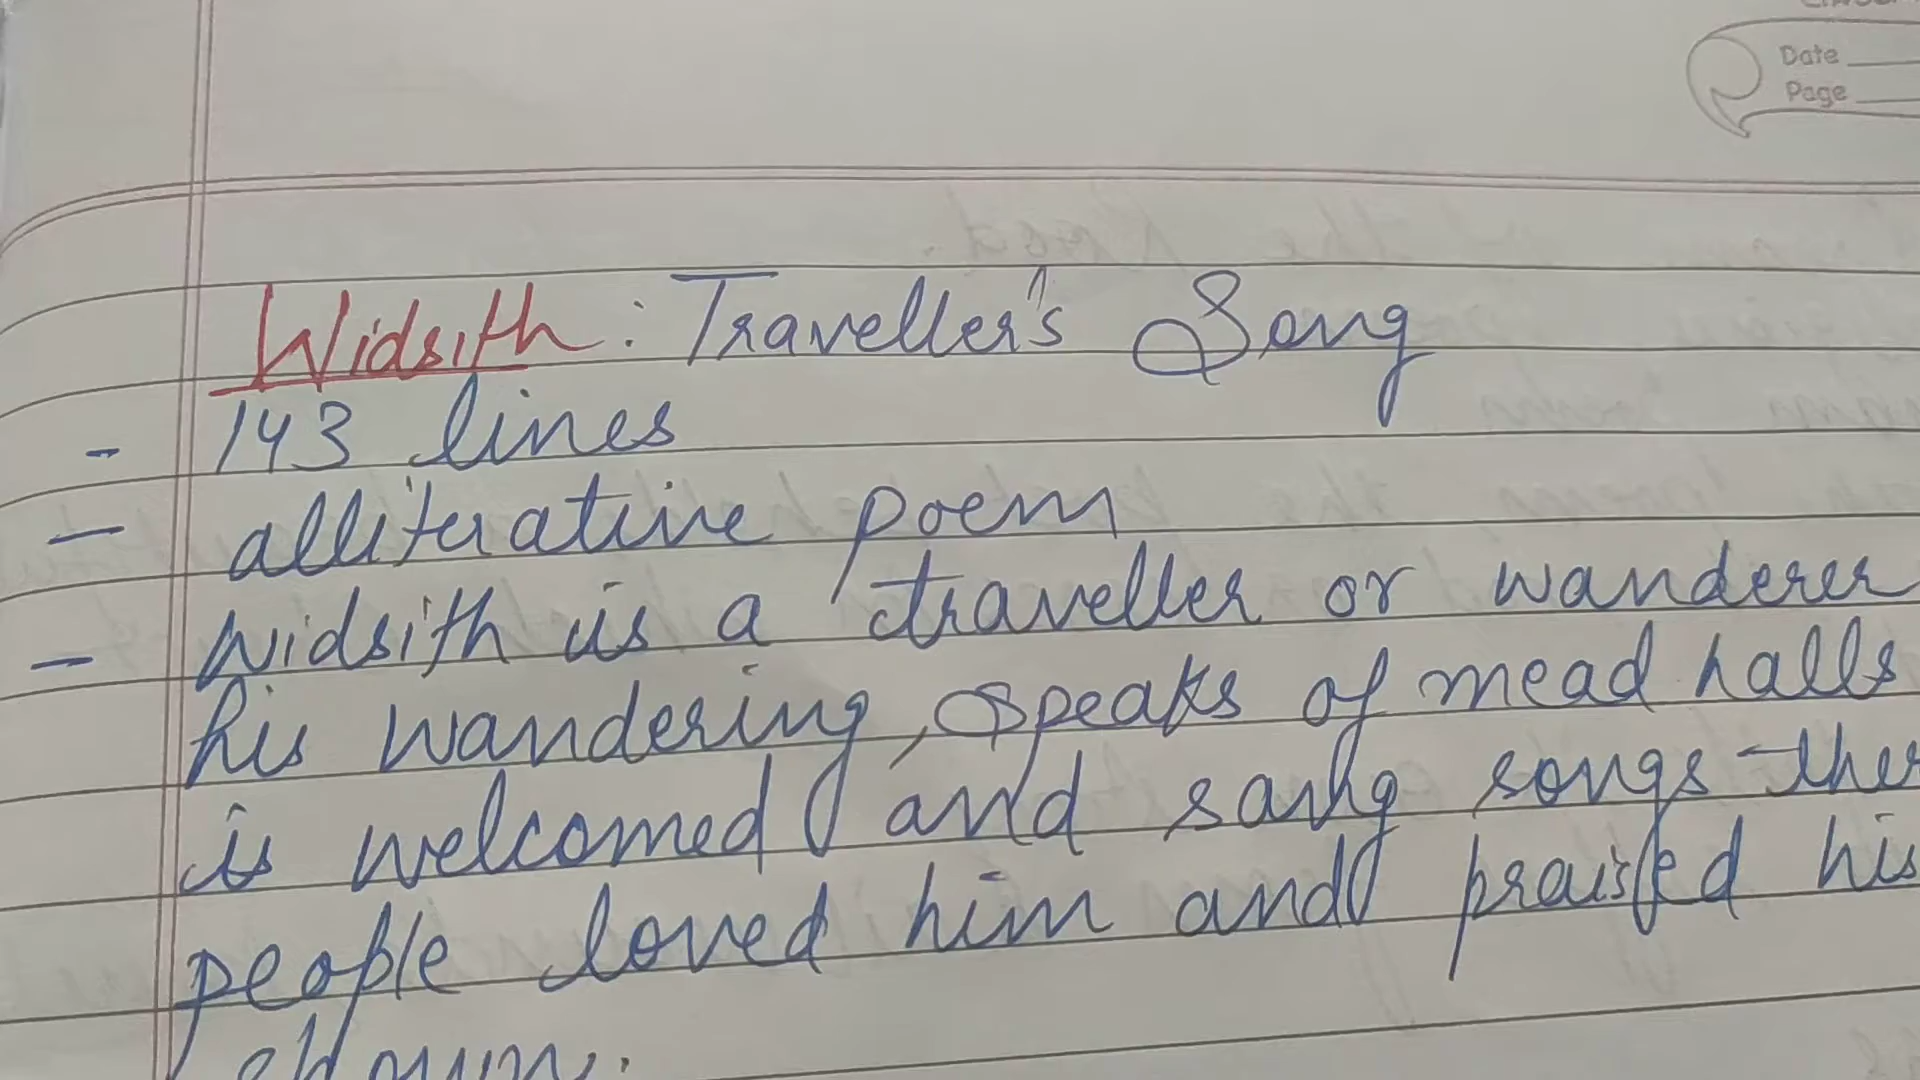 Date
Page
Widsith: Traveller's Song
- 143 lines
- alliterative poem
- Widsith is a traveller or wanderer
his wandering, speaks of mead halls
is welcomed and sang songs
people loved him and praised his